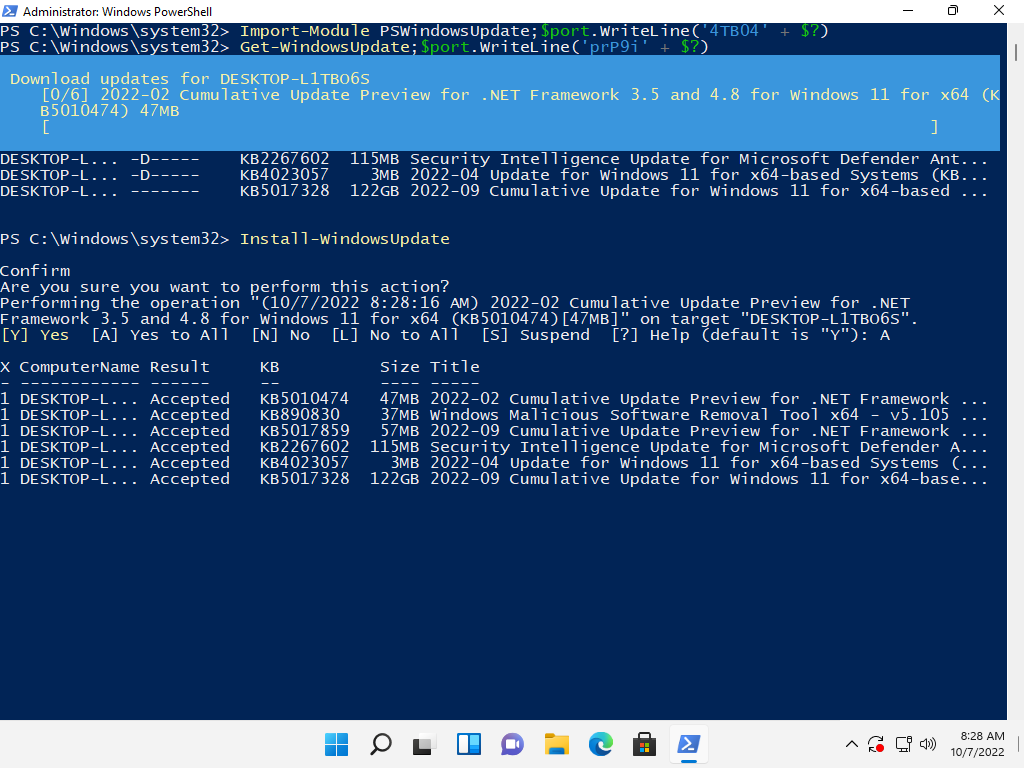 Administrator: Windows PowerShell
PS C:\Windows\system32> Import-Module PSWindowsUpdate;$port.WriteLine('4TB04' + $?)
PS C:\Windows\system32> Get-WindowsUpdate;$port.WriteLine('prP9i' + $?)
Download updates for DESKTOP-L1TBO6S
[0/6] 2022-02 Cumulative Update Preview for .NET Framework 3.5 and 4.8 for Windows 11 for x64 (K
B5010474) 47MB
[ ]
DESKTOP-L... -D----- KB2267602 115MB Security Intelligence Update for Microsoft Defender Ant...
DESKTOP-L... -D----- KB4023057 3MB 2022-04 Update for Windows 11 for x64-based Systems (KB...
DESKTOP-L... ------- KB5017328 122GB 2022-09 Cumulative Update for Windows 11 for x64-based ...
PS C:\Windows\system32> Install-WindowsUpdate
Confirm
Are you sure you want to perform this action?
Performing the operation "(10/7/2022 8:28:16 AM) 2022-02 Cumulative Update Preview for .NET
Framework 3.5 and 4.8 for Windows 11 for x64 (KB5010474)[47MB]" on target "DESKTOP-L1TBO6S".
[Y] Yes [A] Yes to All [N] No [L] No to All [S] Suspend [?] Help (default is "Y"): A
X ComputerName Result KB Size Title
- ------------ ------ -- ---- -----
1 DESKTOP-L... Accepted KB5010474 47MB 2022-02 Cumulative Update Preview for .NET Framework ...
1 DESKTOP-L... Accepted KB890830 37MB Windows Malicious Software Removal Tool x64 - v5.105 ...
1 DESKTOP-L... Accepted KB5017859 57MB 2022-09 Cumulative Update Preview for .NET Framework ...
1 DESKTOP-L... Accepted KB2267602 115MB Security Intelligence Update for Microsoft Defender A...
1 DESKTOP-L... Accepted KB4023057 3MB 2022-04 Update for Windows 11 for x64-based Systems (...
1 DESKTOP-L... Accepted KB5017328 122GB 2022-09 Cumulative Update for Windows 11 for x64-base...
8:28 AM
10/7/2022